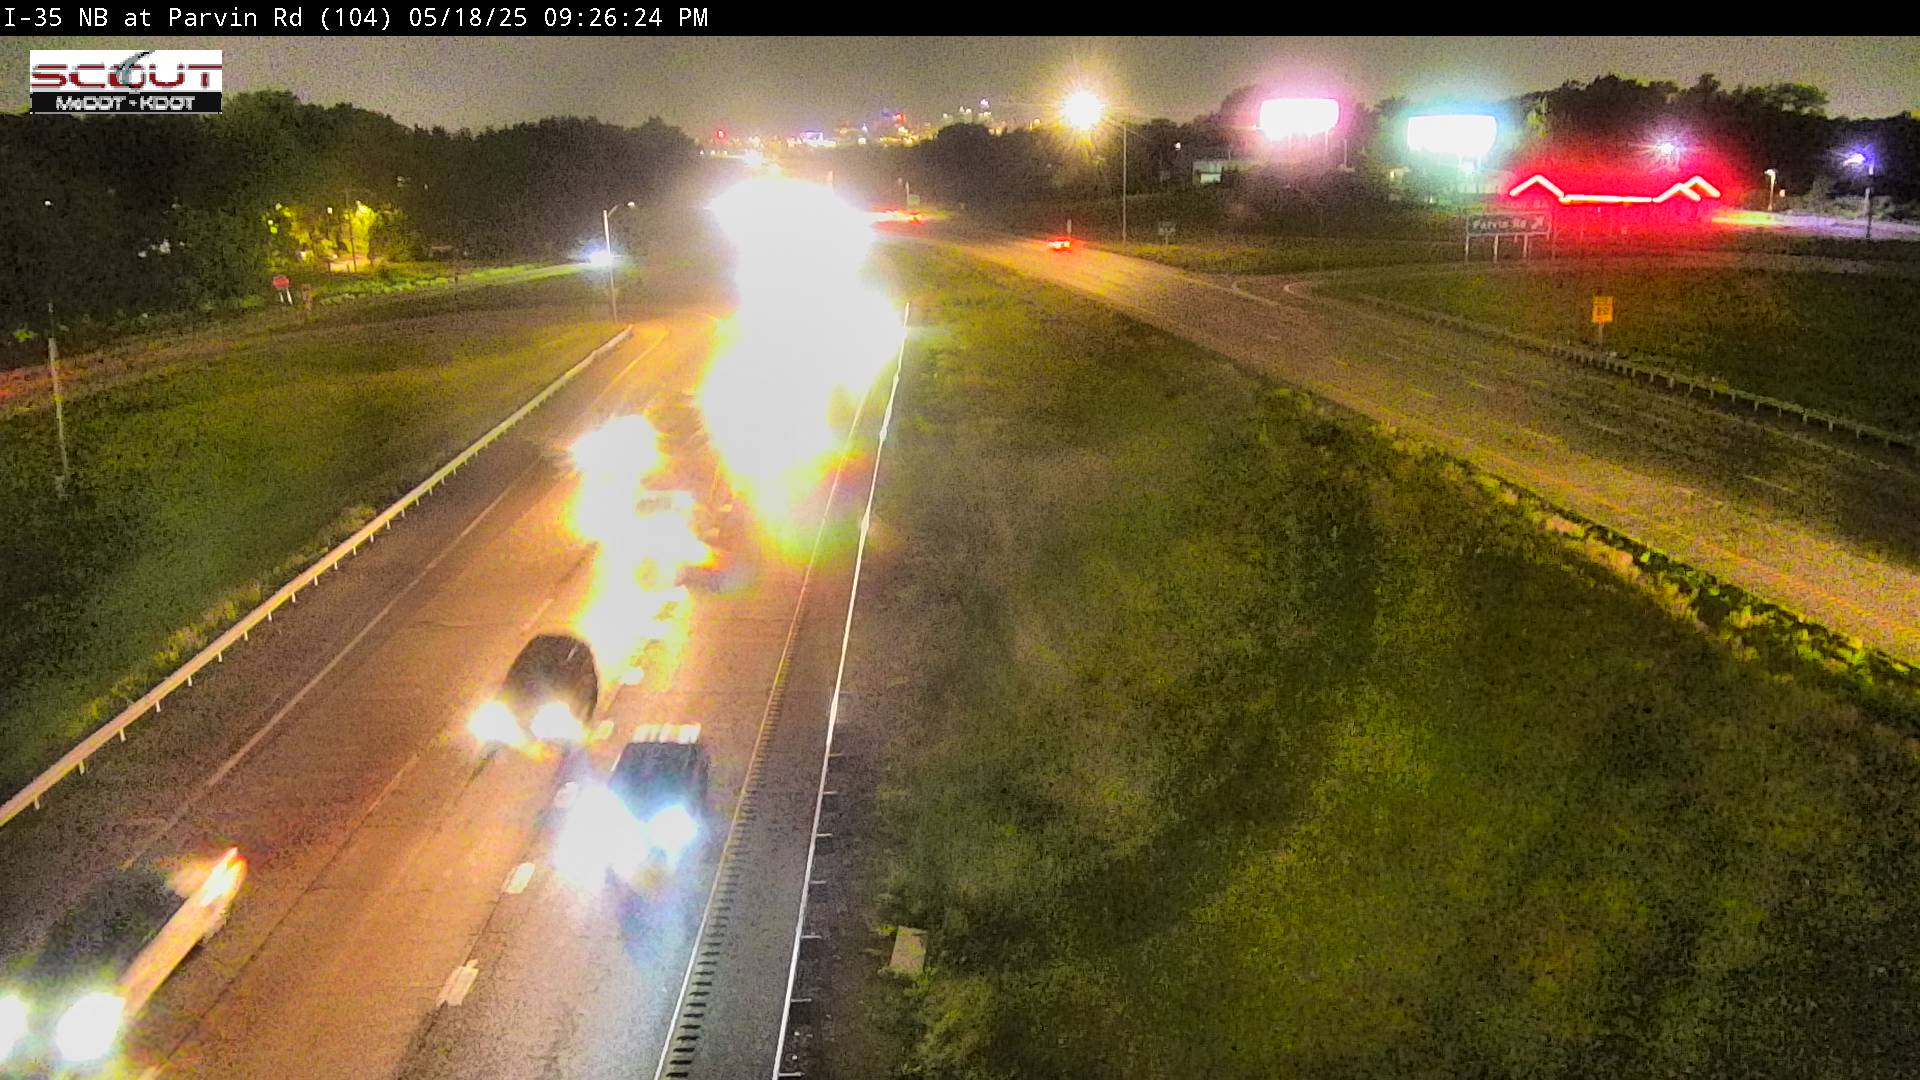 I-35 NB at Parvin Rd (104) 05/18/25 09:26:24 PM
SCOUT
MoDOT - KDOT
Parvin Rd